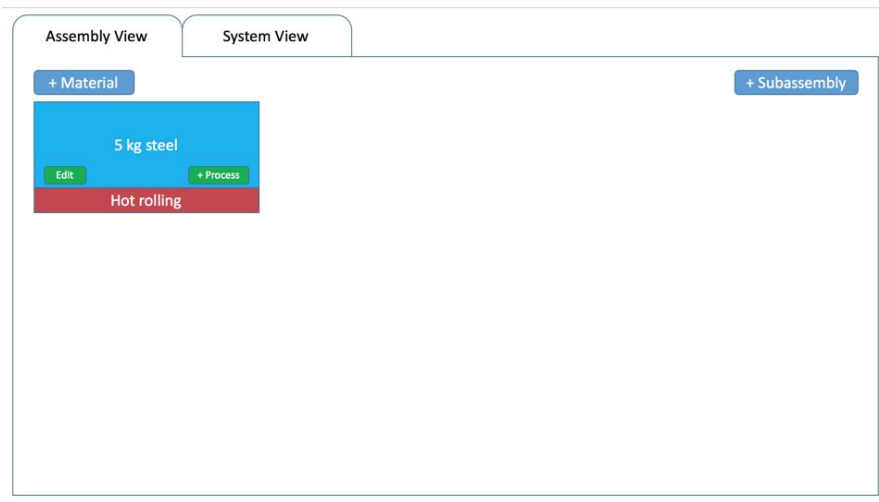 Assembly View
System View
+ Material
+ Subassembly
5 kg steel
Edit
+ Process
Hot rolling